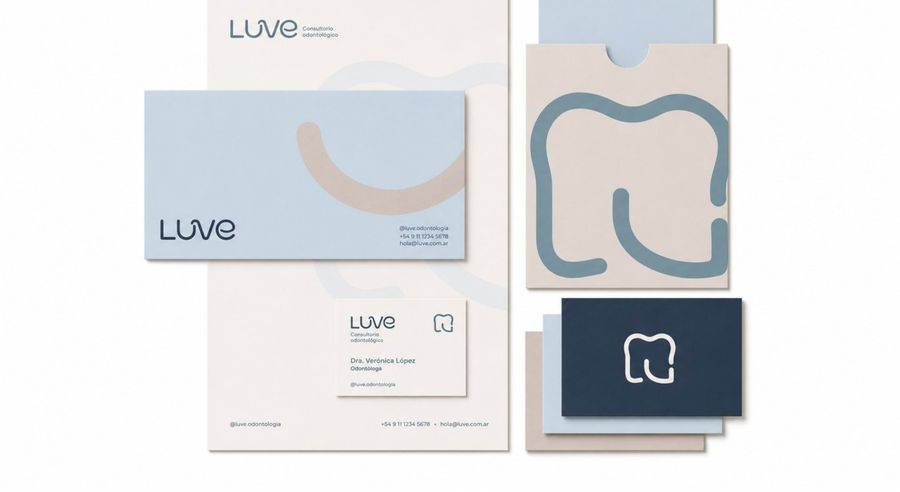 LUVE
Consultorio
odontológico
LUVE
@luve.odontologia
+54 9 11 1234 5678
hola@luve.com.ar
LUVE
Consultorio
odontológico
Dra. Verónica López
Odontóloga
@luve.odontologia
@luve.odontologia
+54 9 11 1234 5678 • hola@luve.com.ar